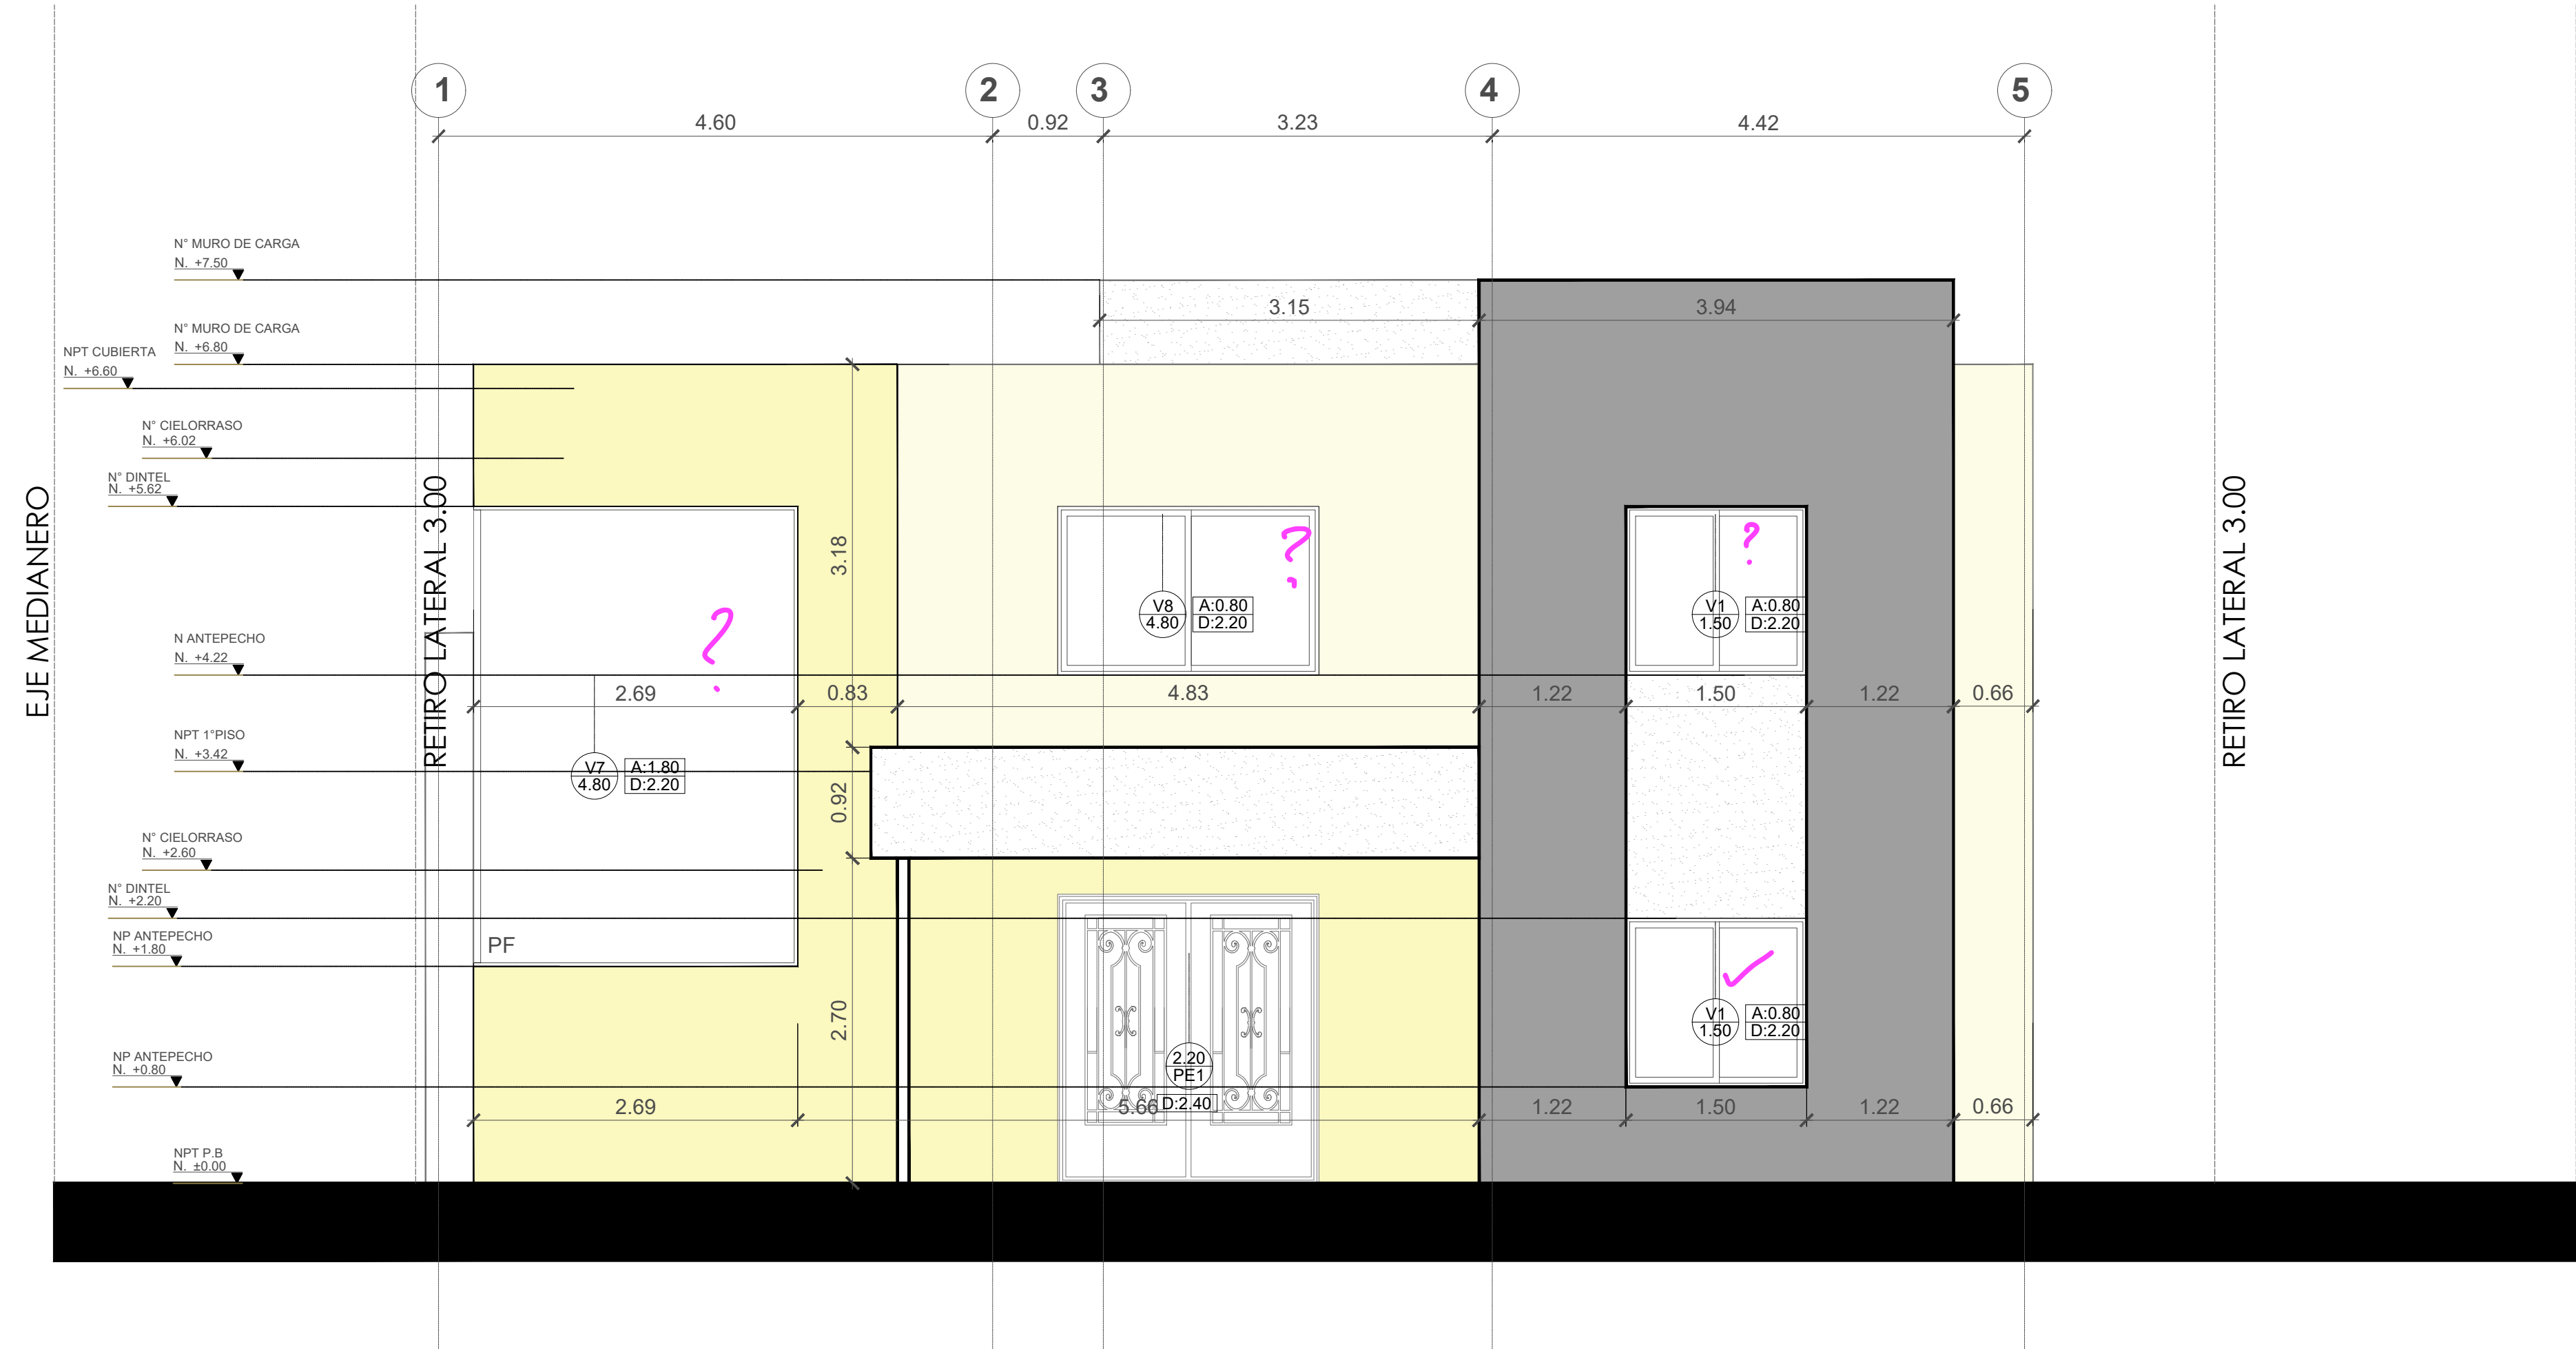 1 2 3 4 5
4.60 0.92 3.23 4.42
N° MURO DE CARGA
N. +7.50
3.15 3.94
N° MURO DE CARGA
N. +6.80
NPT CUBIERTA
N. +6.60
N° CIELORRASO
N. +6.02
N° DINTEL
N. +5.62
EJE MEDIANERO
RETIRO LATERAL 3.00
RETIRO LATERAL 3.00
3.18
?
?
?
V8 A:0.80
4.80 D:2.20
V1 A:0.80
1.50 D:2.20
N ANTEPECHO
N. +4.22
2.69 0.83 4.83 1.22 1.50 1.22 0.66
NPT 1°PISO
N. +3.42
V7 A:1.80
4.80 D:2.20
0.92
N° CIELORRASO
N. +2.60
N° DINTEL
N. +2.20
NP ANTEPECHO
N. +1.80
PF
2.70
V1 A:0.80
1.50 D:2.20
NP ANTEPECHO
N. +0.80
2.20
PE1
D:2.40
2.69 5.66 1.22 1.50 1.22 0.66
NPT P.B
N. ±0.00